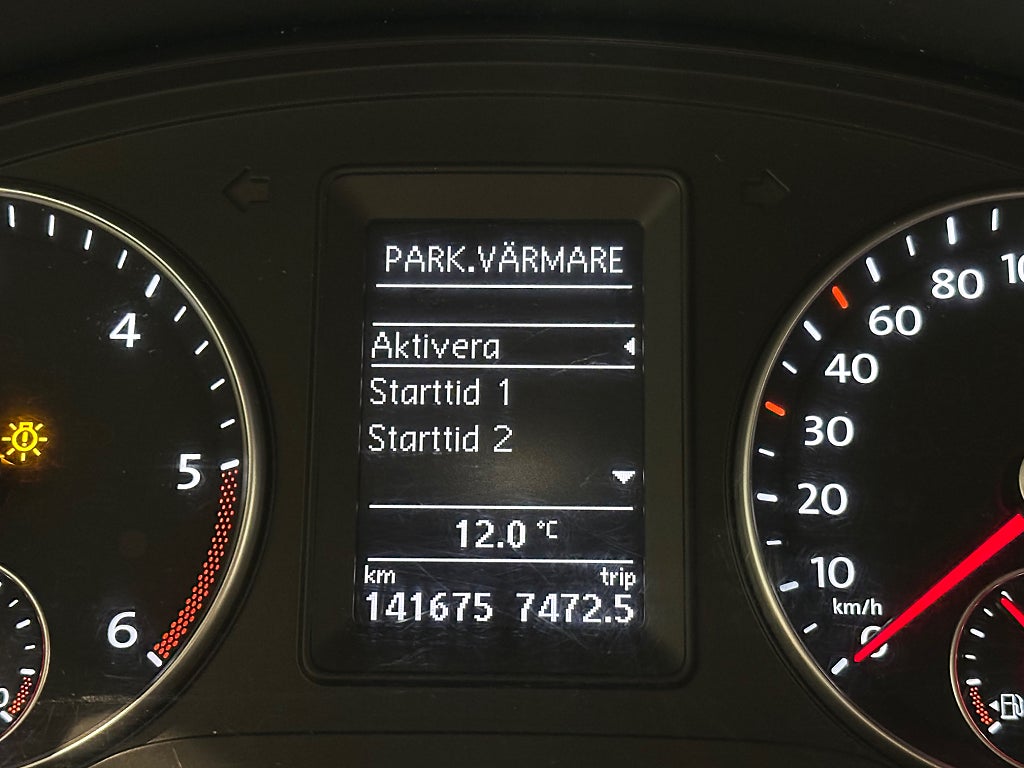 PARK.VÄRMARE
Aktivera
Starttid 1
Starttid 2
12.0 °C
km trip
141675 7472.5
4
5
6
80
60
40
30
20
10
km/h
0